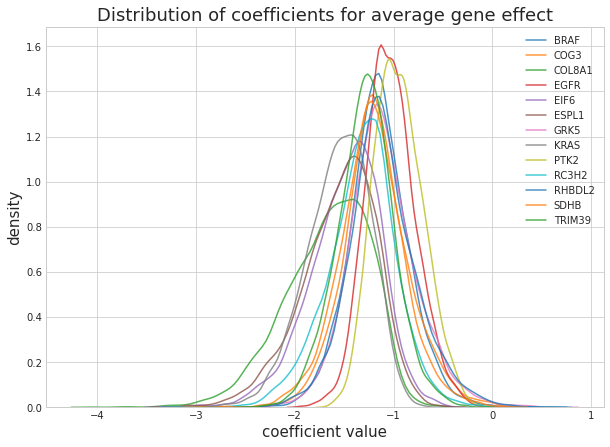 Distribution of coefficients for average gene effect
density
1.6
1.4
1.2
1.0
0.8
0.6
0.4
0.2
0.0
BRAF
COG3
COL8A1
EGFR
EIF6
ESPL1
GRK5
KRAS
PTK2
RC3H2
RHBDL2
SDHB
TRIM39
−4 −3 −2 −1 0 1
coefficient value